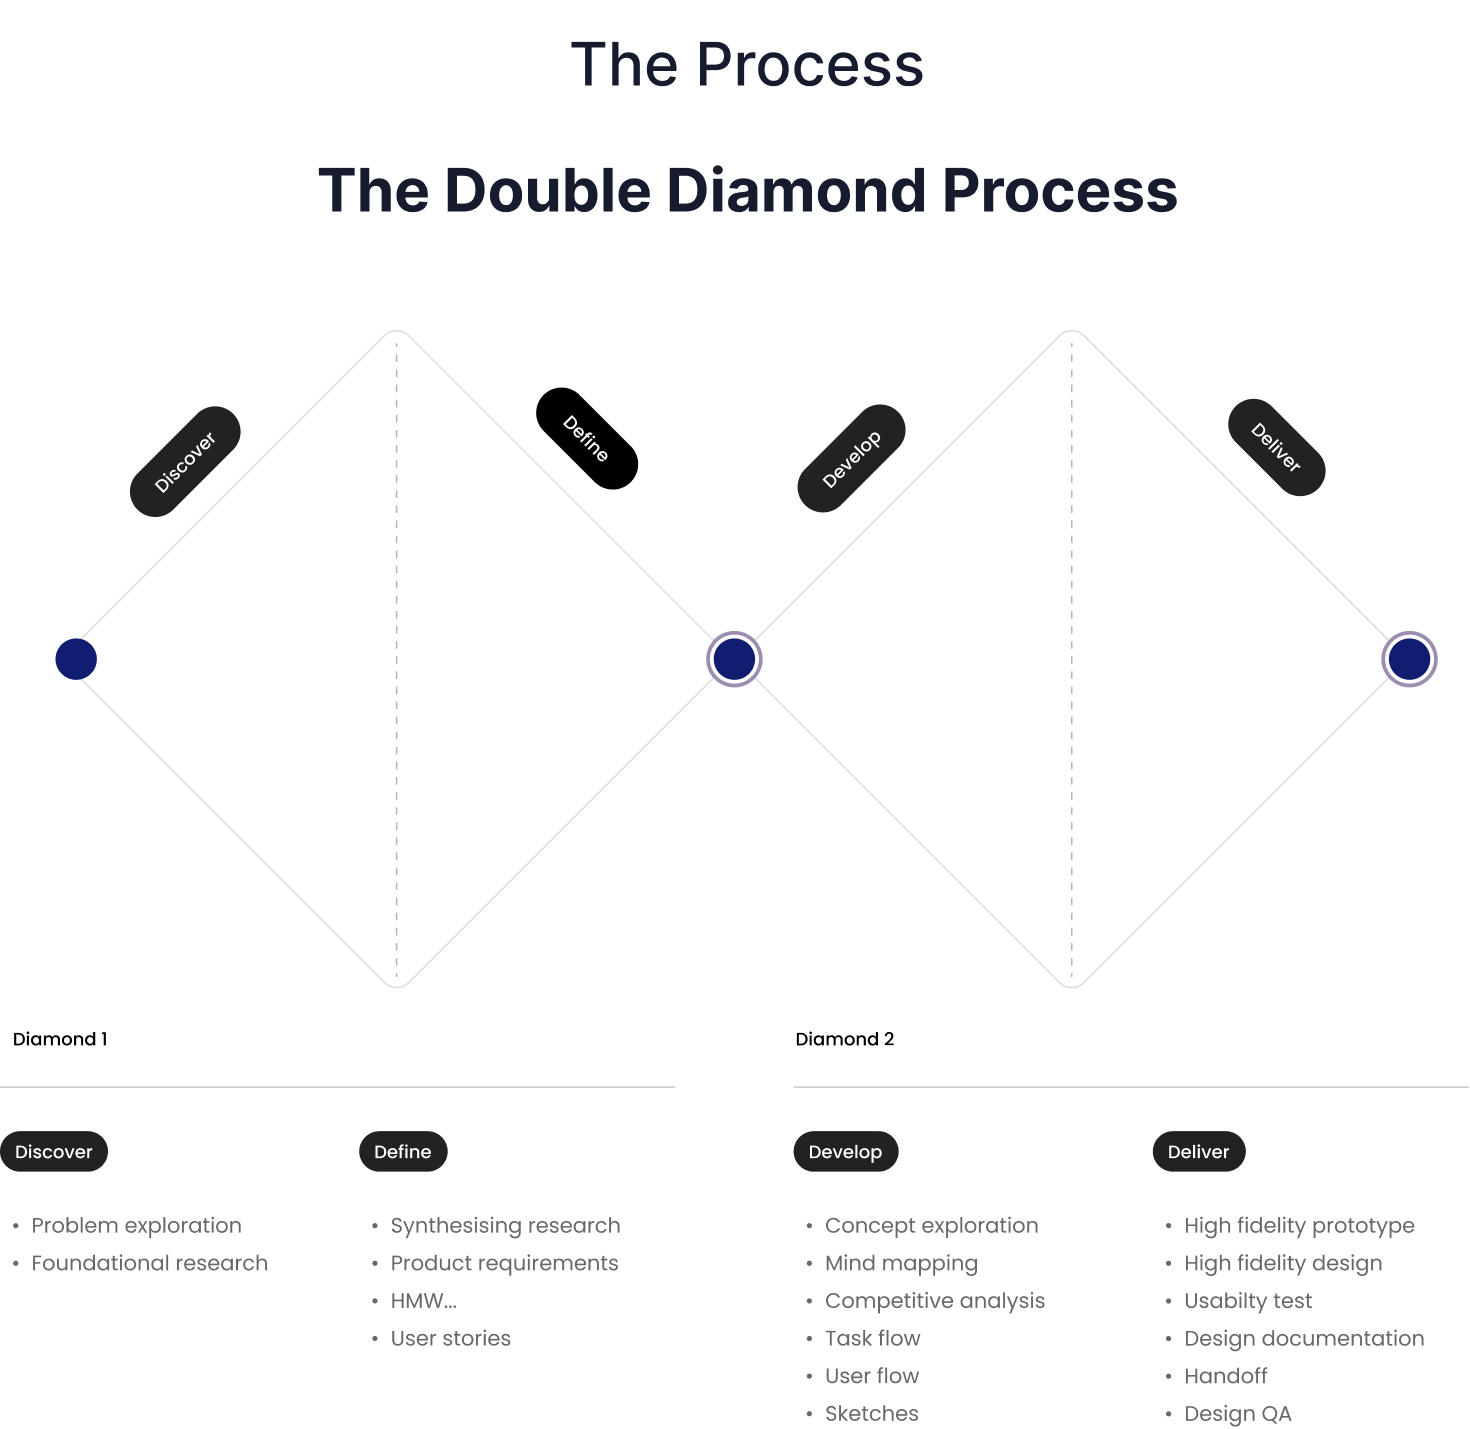 The Process
The Double Diamond Process
Discover
Define
Develop
Deliver
Diamond 1
Diamond 2
Discover
• Problem exploration
• Foundational research
Define
• Synthesising research
• Product requirements
• HMW...
• User stories
Develop
• Concept exploration
• Mind mapping
• Competitive analysis
• Task flow
• User flow
• Sketches
Deliver
• High fidelity prototype
• High fidelity design
• Usabilty test
• Design documentation
• Handoff
• Design QA